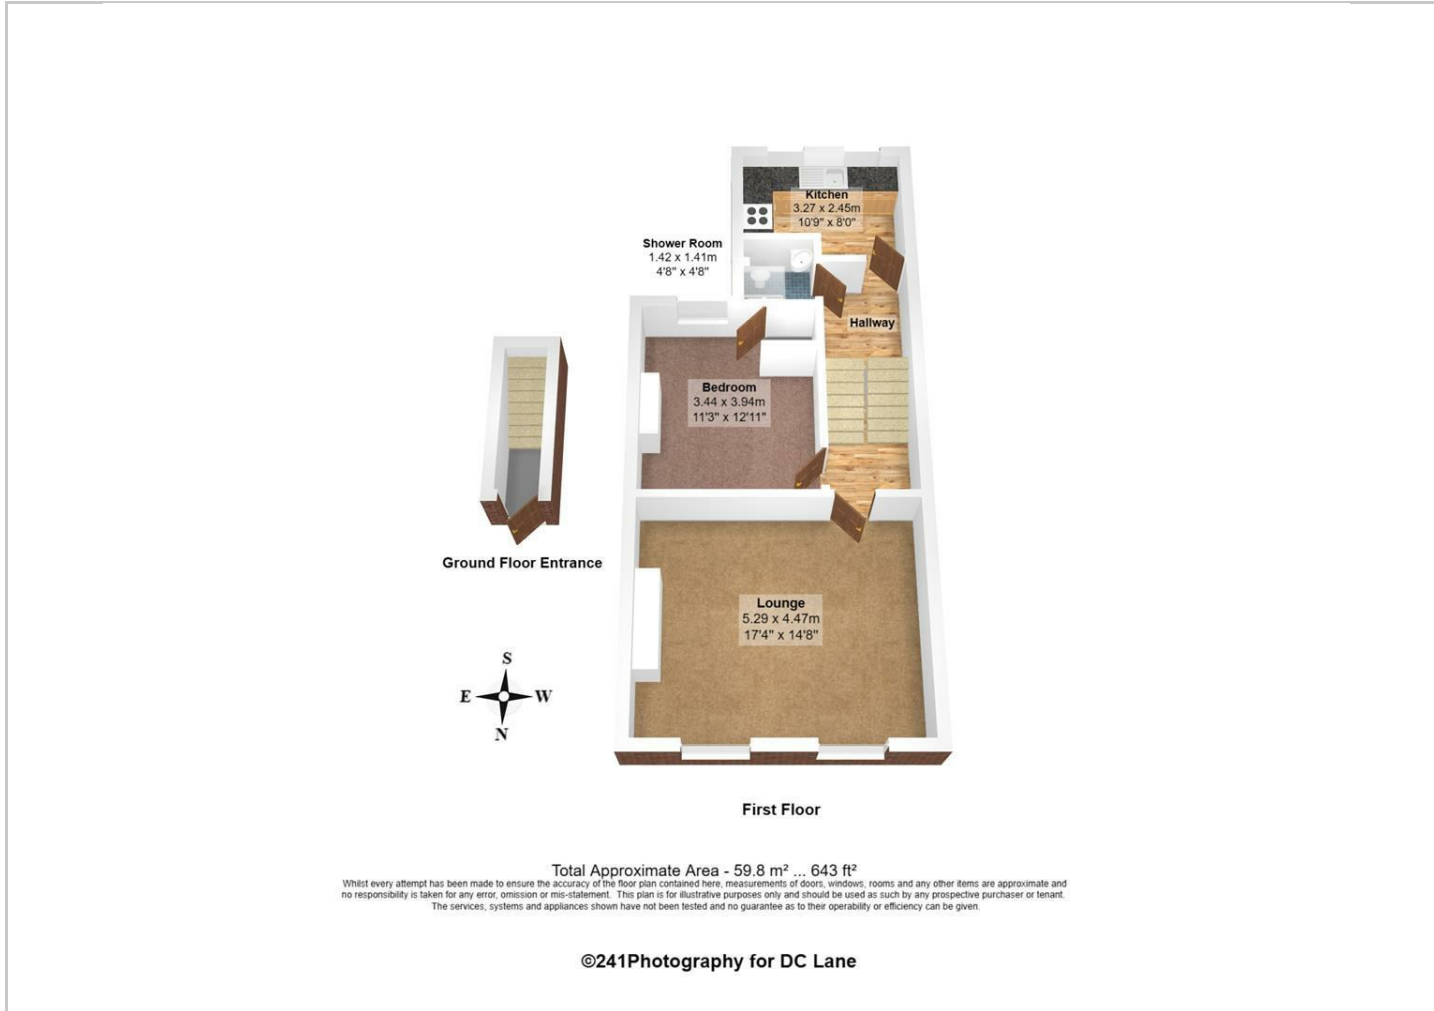 Kitchen
3.27 x 2.45m
10'9" x 8'0"
Shower Room
1.42 x 1.41m
4'8" x 4'8"
Hallway
Bedroom
3.44 x 3.94m
11'3" x 12'11"
Ground Floor Entrance
Lounge
5.29 x 4.47m
17'4" x 14'8"
S
E W
N
First Floor
Total Approximate Area - 59.8 m² ... 643 ft²
Whilst every attempt has been made to ensure the accuracy of the floor plan contained here, measurements of doors, windows, rooms and any other items are approximate and
no responsibility is taken for any error, omission or mis-statement. This plan is for illustrative purposes only and should be used as such by any prospective purchaser or tenant.
The services, systems and appliances shown have not been tested and no guarantee as to their operability or efficiency can be given.
©241Photography for DC Lane